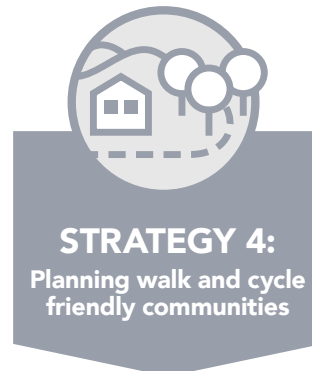 STRATEGY 4:
Planning walk and cycle
friendly communities